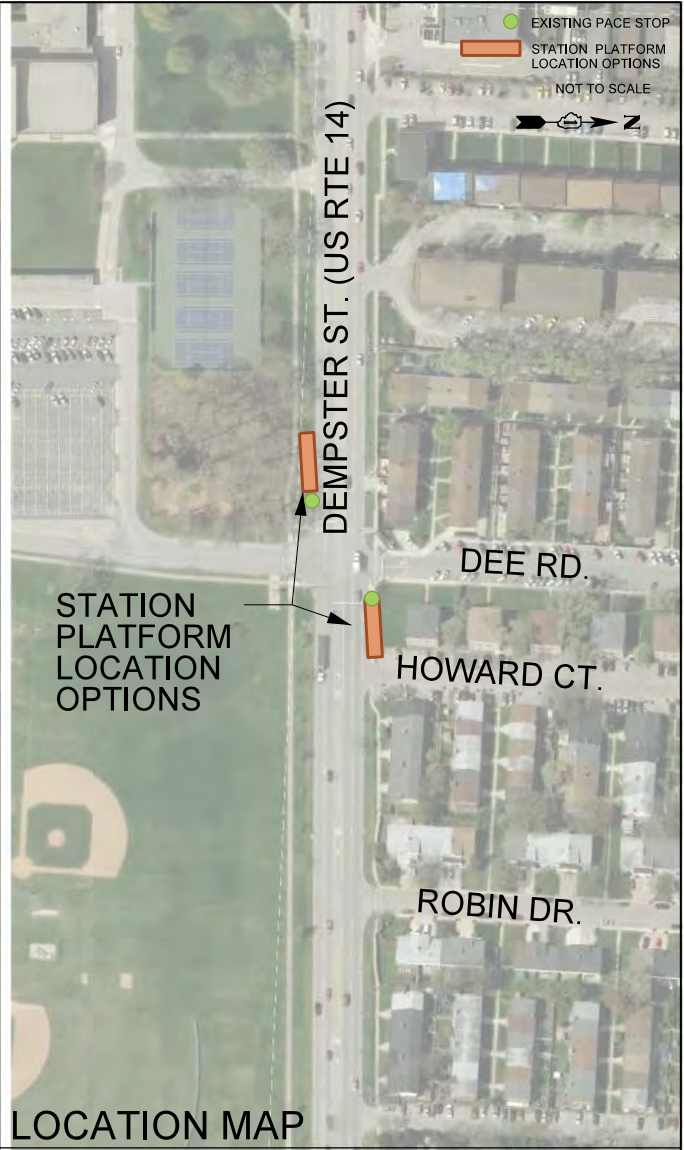 EXISTING PACE STOP
STATION PLATFORM
LOCATION OPTIONS
NOT TO SCALE
N
DEMPSTER ST. (US RTE 14)
DEE RD.
STATION
PLATFORM
LOCATION
OPTIONS
HOWARD CT.
ROBIN DR.
LOCATION MAP